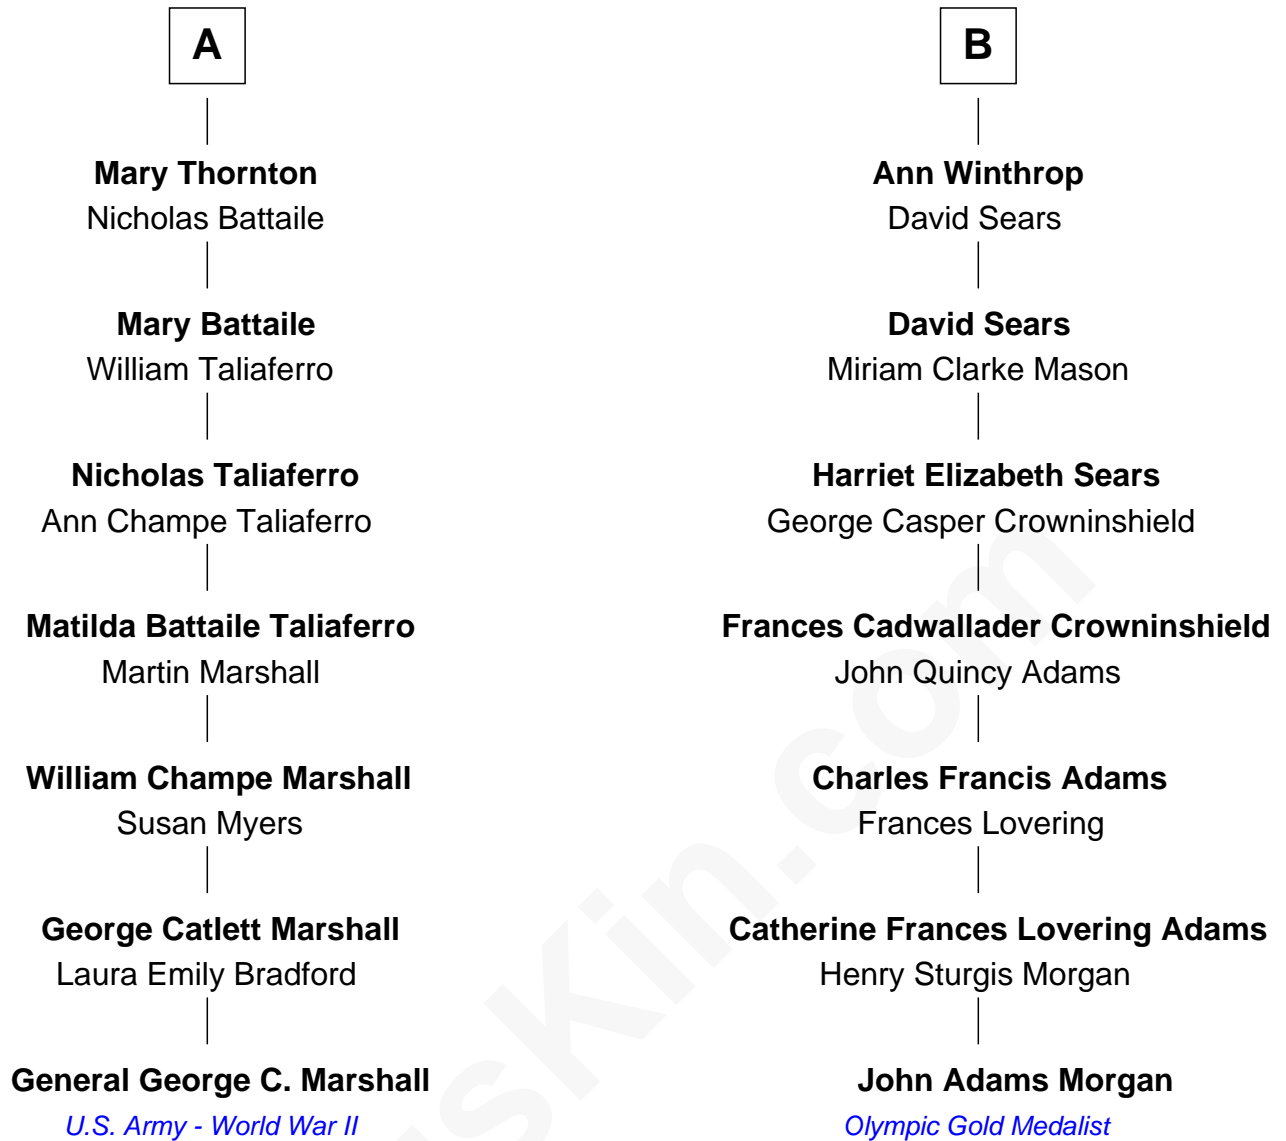 A
Mary Thornton
Nicholas Battaile
Mary Battaile
William Taliaferro
Nicholas Taliaferro
Ann Champe Taliaferro
Matilda Battaile Taliaferro
Martin Marshall
William Champe Marshall
Susan Myers
George Catlett Marshall
Laura Emily Bradford
General George C. Marshall
U.S. Army - World War II
B
Ann Winthrop
David Sears
David Sears
Miriam Clarke Mason
Harriet Elizabeth Sears
George Casper Crowninshield
Frances Cadwallader Crowninshield
John Quincy Adams
Charles Francis Adams
Frances Lovering
Catherine Frances Lovering Adams
Henry Sturgis Morgan
John Adams Morgan
Olympic Gold Medalist